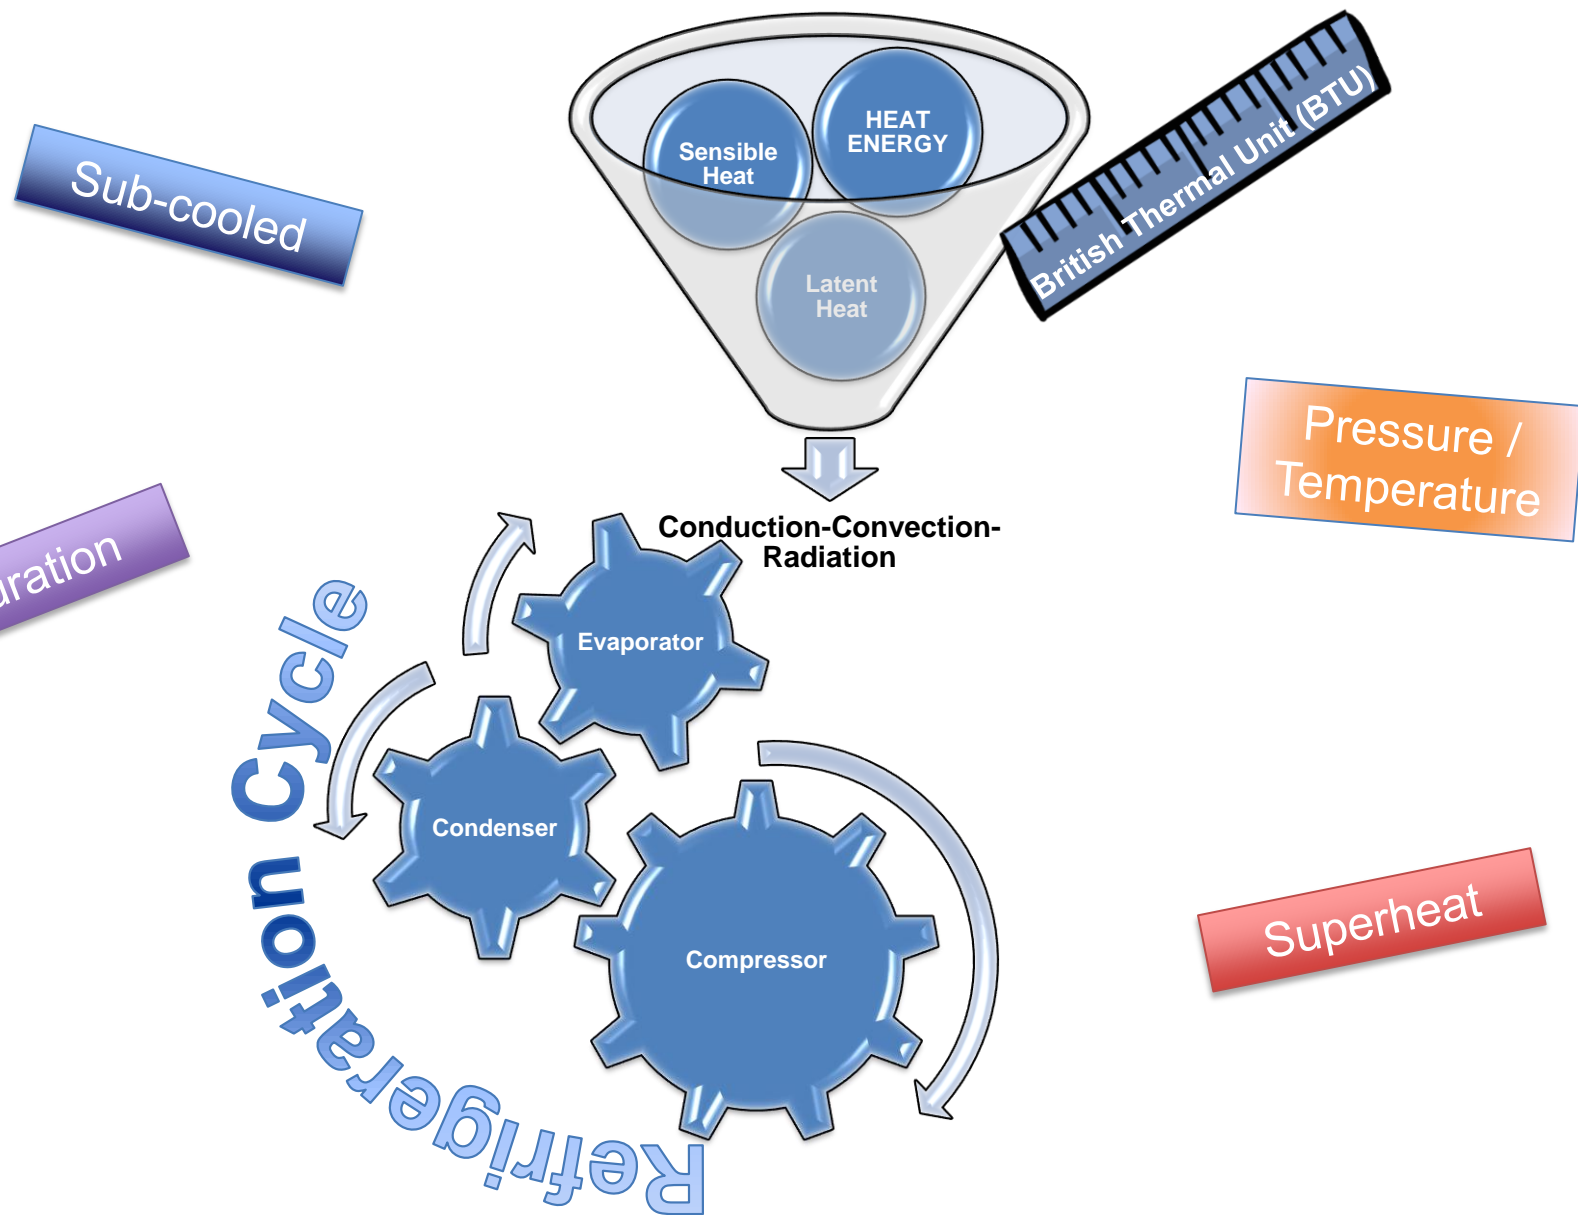 HEAT
ENERGY
Sensible
Heat
Latent
Heat
British Thermal Unit (BTU)
Sub-cooled
Pressure /
Temperature
Conduction-Convection-
Radiation
Evaporator
Condenser
Compressor
Refrigeration Cycle
Superheat